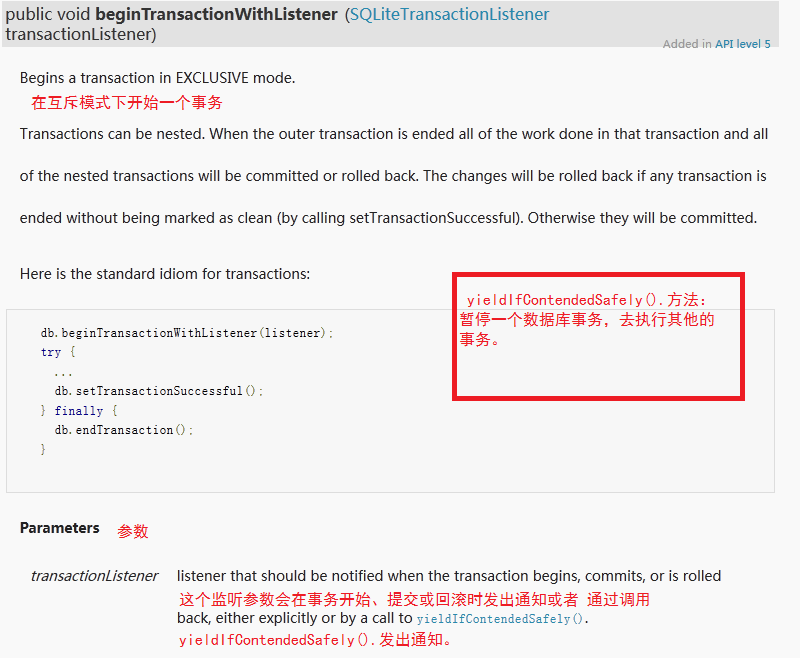 public void beginTransactionWithListener (SQLiteTransactionListener
transactionListener)
Added in API level 5
Begins a transaction in EXCLUSIVE mode.
在互斥模式下开始一个事务
Transactions can be nested. When the outer transaction is ended all of the work done in that transaction and all
of the nested transactions will be committed or rolled back. The changes will be rolled back if any transaction is
ended without being marked as clean (by calling setTransactionSuccessful). Otherwise they will be committed.
Here is the standard idiom for transactions:
yieldIfContendedSafely().方法:
暂停一个数据库事务，去执行其他的
事务。
db.beginTransactionWithListener(listener);
try {
...
db.setTransactionSuccessful();
} finally {
db.endTransaction();
}
Parameters 参数
transactionListener listener that should be notified when the transaction begins, commits, or is rolled
这个监听参数会在事务开始、提交或回滚时发出通知或者 通过调用
back, either explicitly or by a call to yieldIfContendedSafely().
yieldIfContendedSafely().发出通知。